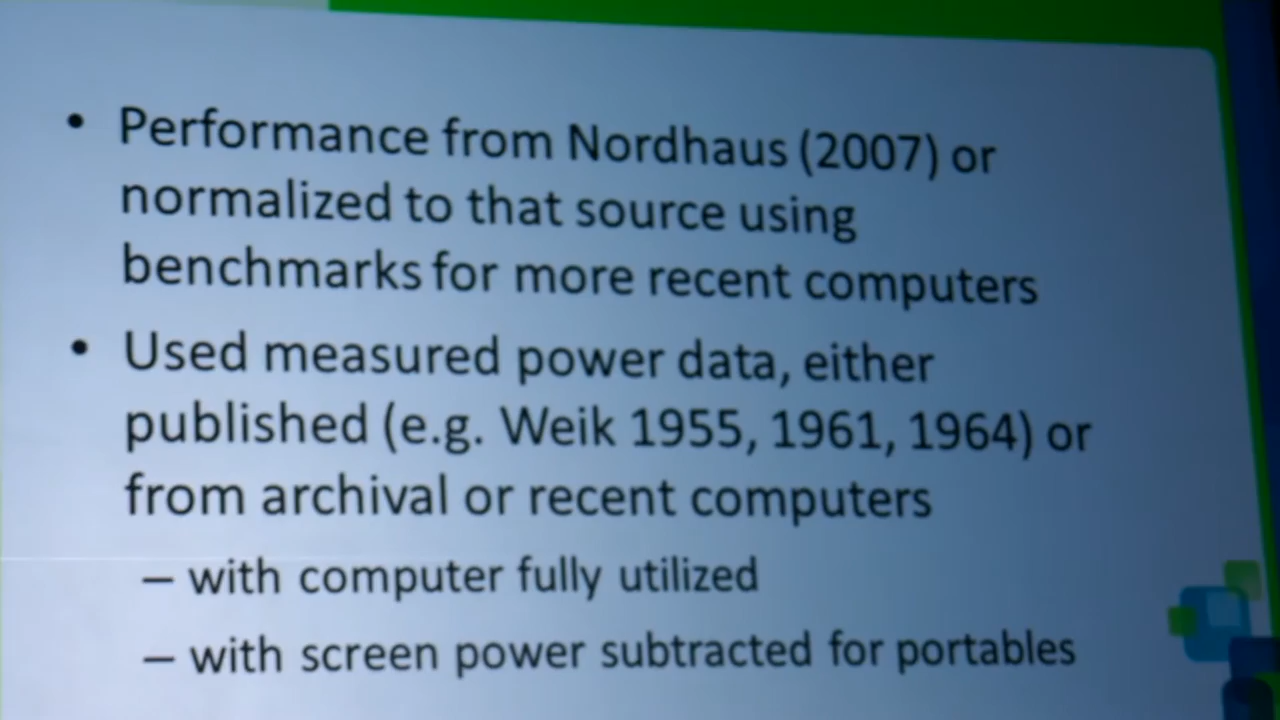 • Performance from Nordhaus (2007) or
normalized to that source using
benchmarks for more recent computers
• Used measured power data, either
published (e.g. Weik 1955, 1961, 1964) or
from archival or recent computers
– with computer fully utilized
– with screen power subtracted for portables